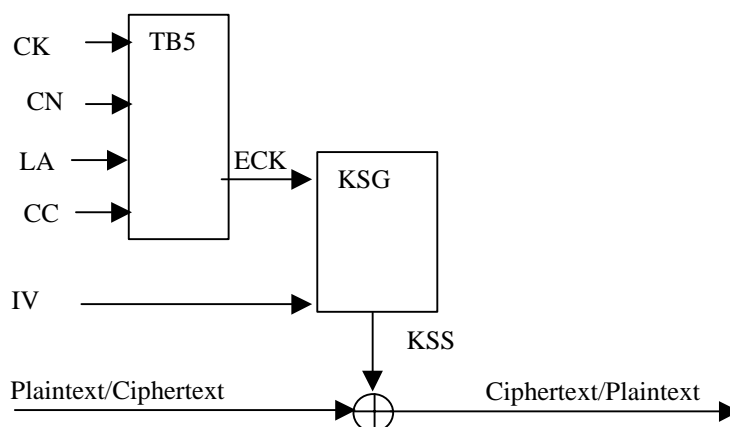 CK
TB5
CN
LA
ECK
KSG
CC
IV
KSS
Plaintext/Ciphertext
Ciphertext/Plaintext